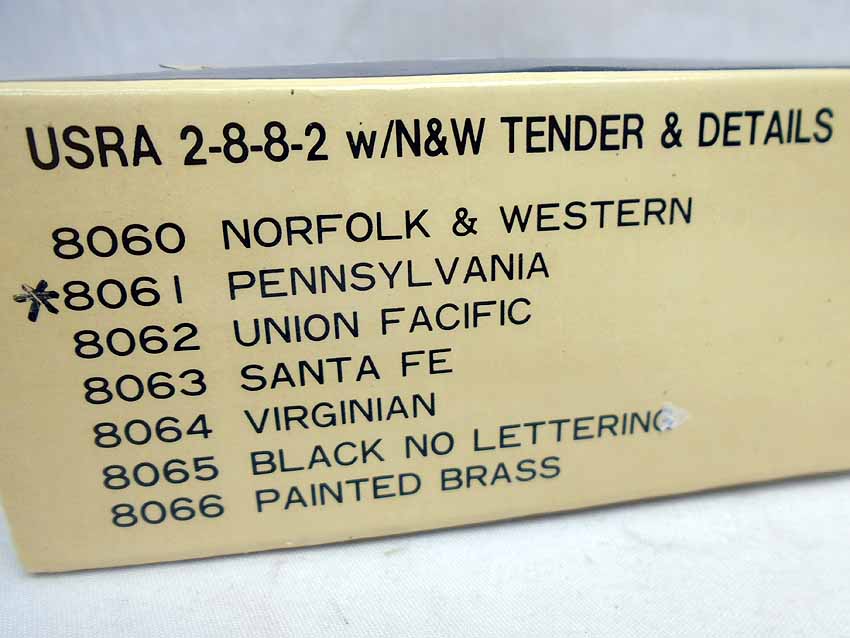 USRA 2-8-8-2 w/N&W TENDER & DETAILS
8060 NORFOLK & WESTERN
*8061 PENNSYLVANIA
8062 UNION FACIFIC
8063 SANTA FE
8064 VIRGINIAN
8065 BLACK NO LETTERING
8066 PAINTED BRASS